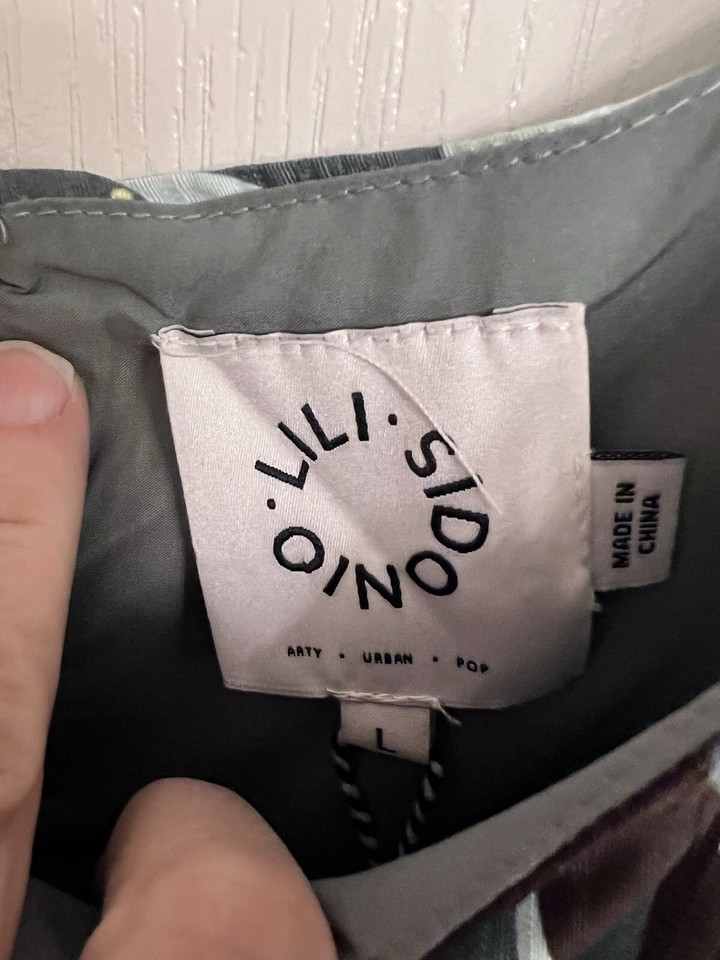 ·LILI·SIDONIO
ARTY • URBAN • POP
L
MADE IN
CHINA